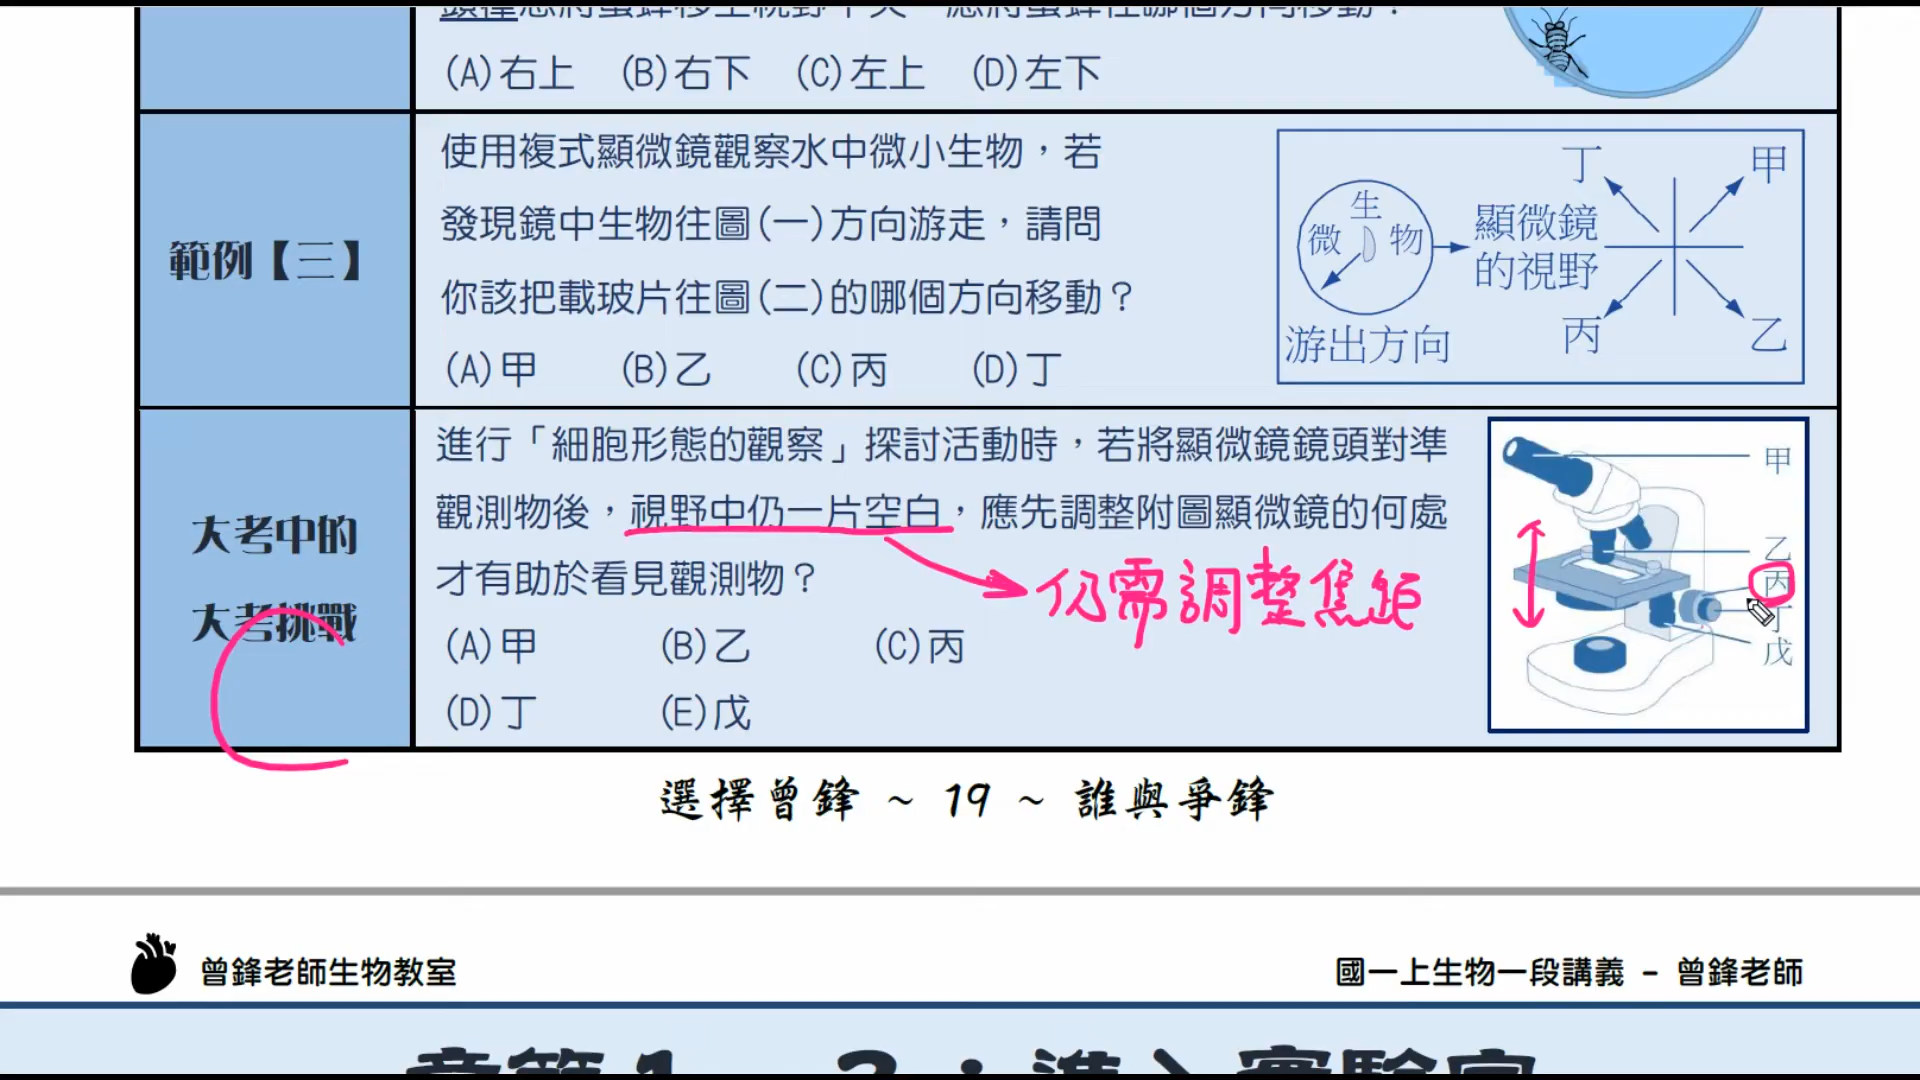 (A)右上 (B)右下 (C)左上 (D)左下
範例【三】
使用複式顯微鏡觀察水中微小生物，若
發現鏡中生物往圖(一)方向游走，請問
你該把載玻片往圖(二)的哪個方向移動？
(A)甲 (B)乙 (C)丙 (D)丁
微 生 物
游出方向
顯微鏡
的視野
丁 甲
丙 乙
大考中的
大考挑戰
進行「細胞形態的觀察」探討活動時，若將顯微鏡鏡頭對準
觀測物後，視野中仍一片空白，應先調整附圖顯微鏡的何處
才有助於看見觀測物？
仍需調整焦距
(A)甲 (B)乙 (C)丙
(D)丁 (E)戊
甲
乙
丙
丁
戊
選擇曾鋒 ~ 19 ~ 誰與爭鋒
曾鋒老師生物教室
國一上生物一段講義 - 曾鋒老師